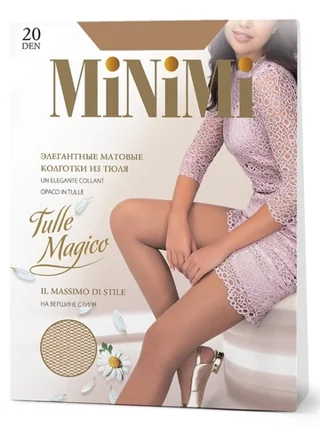 20
DEN
MiNiMi
ЭЛЕГАНТНЫЕ МАТОВЫЕ
КОЛГОТКИ ИЗ ТЮЛЯ
UN ELEGANTE COLLANT
OPACO IN TULLE
Tulle
Magico
IL MASSIMO DI STILE
НА ВЕРШИНЕ СТИЛЯ